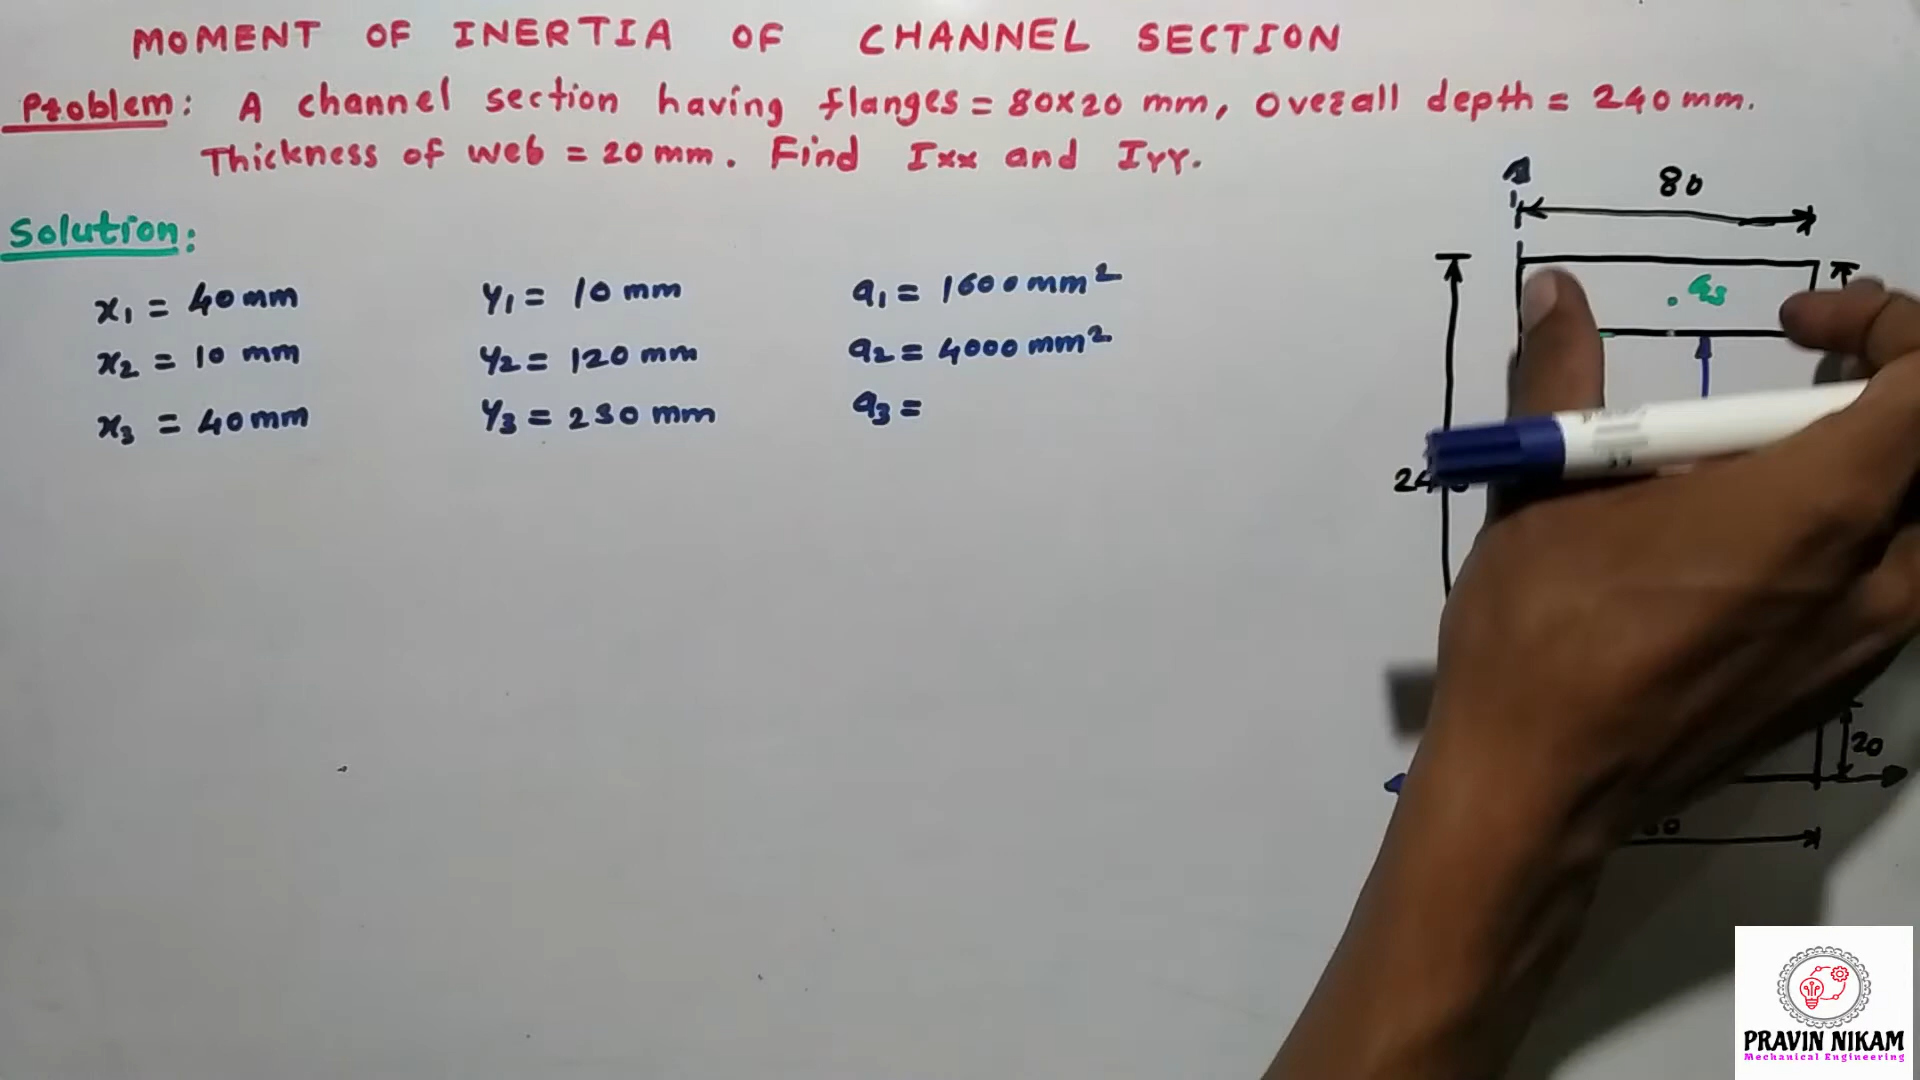 MOMENT OF INERTIA OF CHANNEL SECTION
Problem: A channel section having flanges = 80x20 mm, overall depth = 240 mm.
Thickness of web = 20 mm. Find Ixx and IYY.
Solution:
x1 = 40 mm y1 = 10 mm a1 = 1600 mm²
x2 = 10 mm y2 = 120 mm a2 = 4000 mm²
x3 = 40 mm y3 = 230 mm a3 =
80
a3
20
PRAVIN NIKAM
Mechanical Engineering